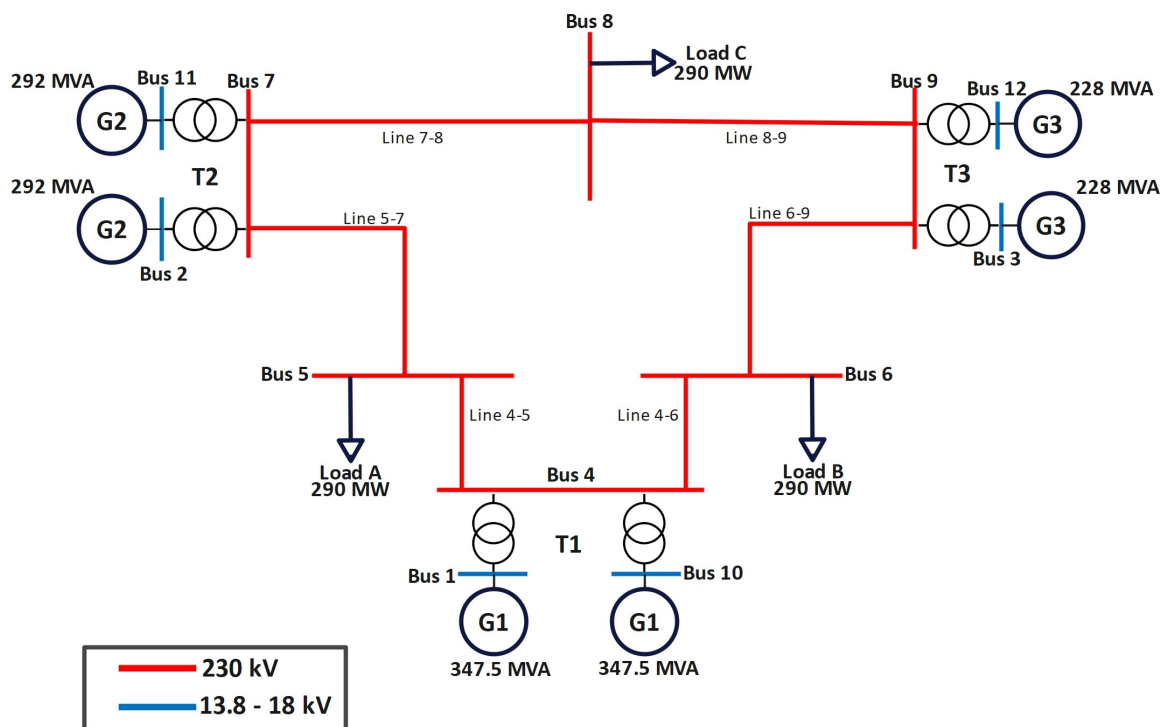 Bus 8
Load C
290 MW
292 MVA
Bus 11
Bus 7
Bus 9
Bus 12
228 MVA
G2
G3
Line 7-8
Line 8-9
T2
T3
292 MVA
228 MVA
G2
Line 5-7
Line 6-9
G3
Bus 2
Bus 3
Bus 5
Bus 6
Line 4-5
Line 4-6
Load A
290 MW
Bus 4
Load B
290 MW
T1
Bus 1
Bus 10
G1
G1
347.5 MVA
347.5 MVA
230 kV
13.8 - 18 kV